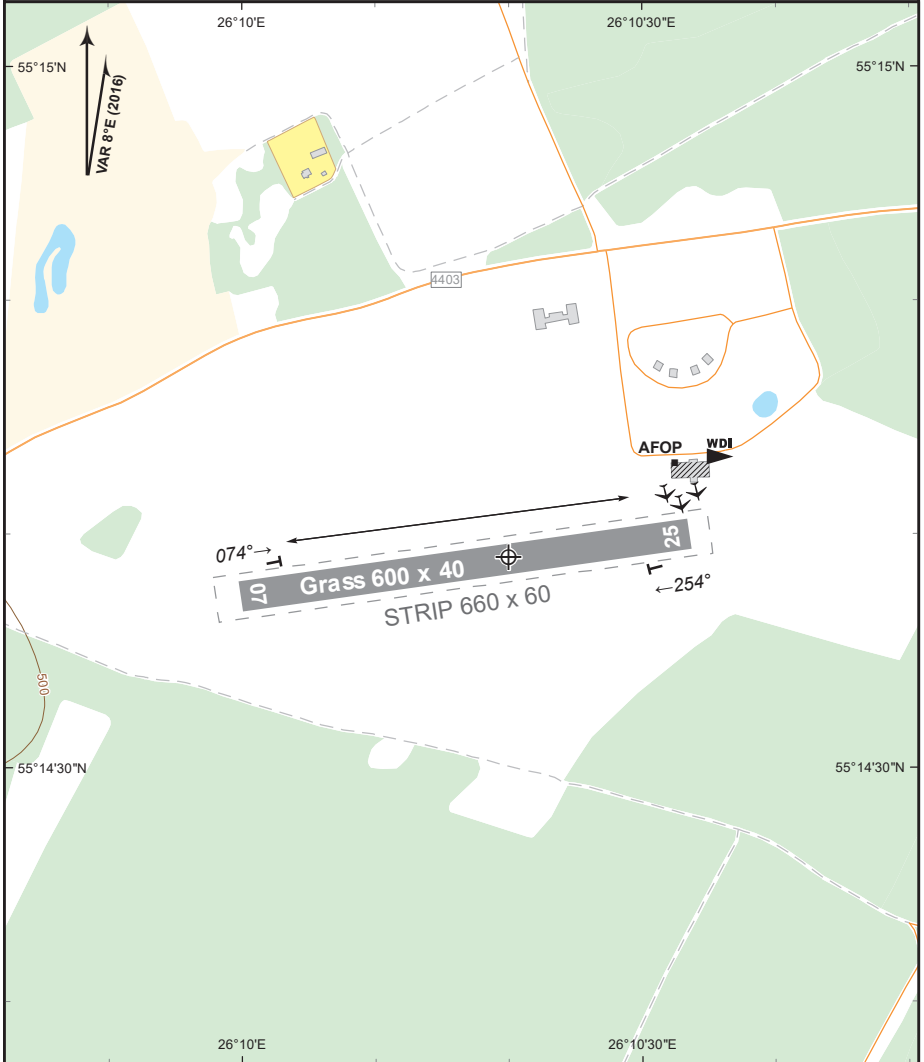 26°10'E
26°10'30"E
55°15'N
55°15'N
VAR 8°E (2016)
4403
AFOP
WDI
074°→
25
07
Grass 600 x 40
←254°
STRIP 660 x 60
500
55°14'30"N
55°14'30"N
26°10'E
26°10'30"E